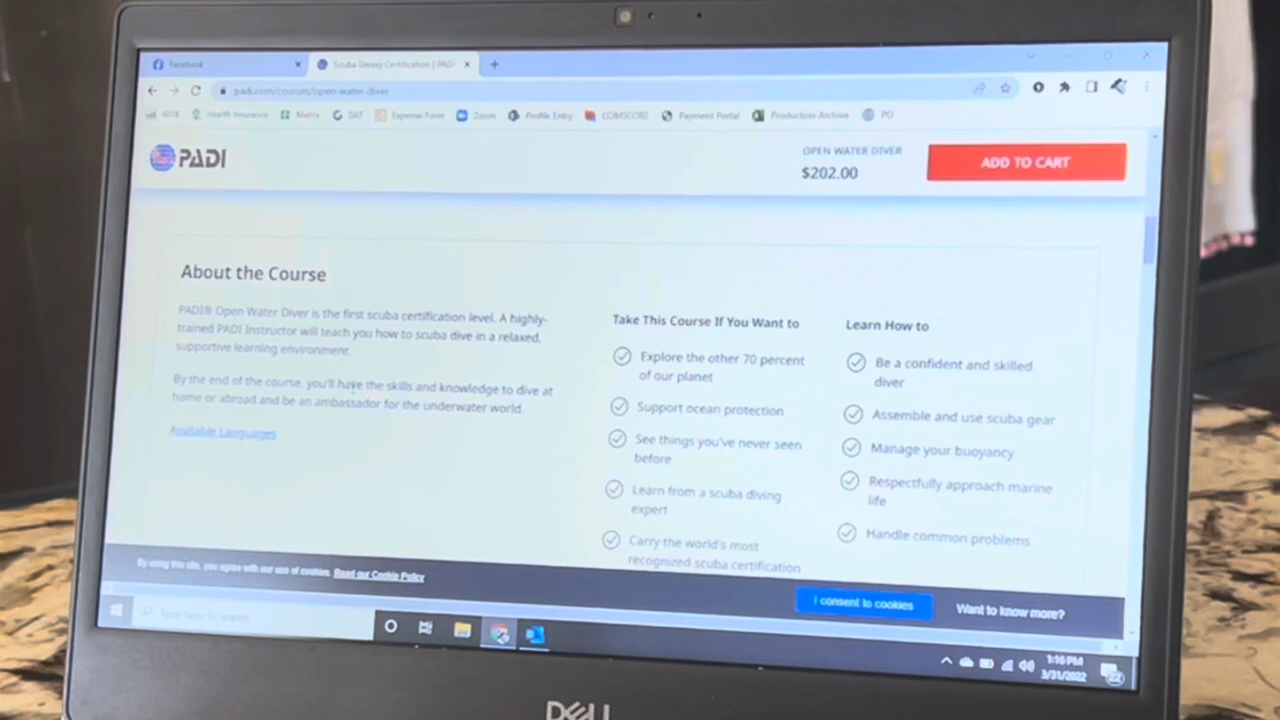 Facebook
Scuba Diving Certification | PADI
padi.com/courses/open-water-diver
Health Insurance Matrix DAT Expense Form Zoom Profile Entry COMSCORE Payment Portal Production Archive PO
PADI
OPEN WATER DIVER
$202.00
ADD TO CART
About the Course
PADI® Open Water Diver is the first scuba certification level. A highly-
trained PADI Instructor will teach you how to scuba dive in a relaxed,
supportive learning environment.
By the end of the course, you'll have the skills and knowledge to dive at
home or abroad and be an ambassador for the underwater world.
Available Languages
Take This Course If You Want to
Explore the other 70 percent
of our planet
Support ocean protection
See things you've never seen
before
Learn from a scuba diving
expert
Carry the world's most
recognized scuba certification
Learn How to
Be a confident and skilled
diver
Assemble and use scuba gear
Manage your buoyancy
Respectfully approach marine
life
Handle common problems
By using this site, you agree with our use of cookies. Read our Cookie Policy
I consent to cookies
Want to know more?
Type here to search
1:16 PM
3/31/2022
22
DELL